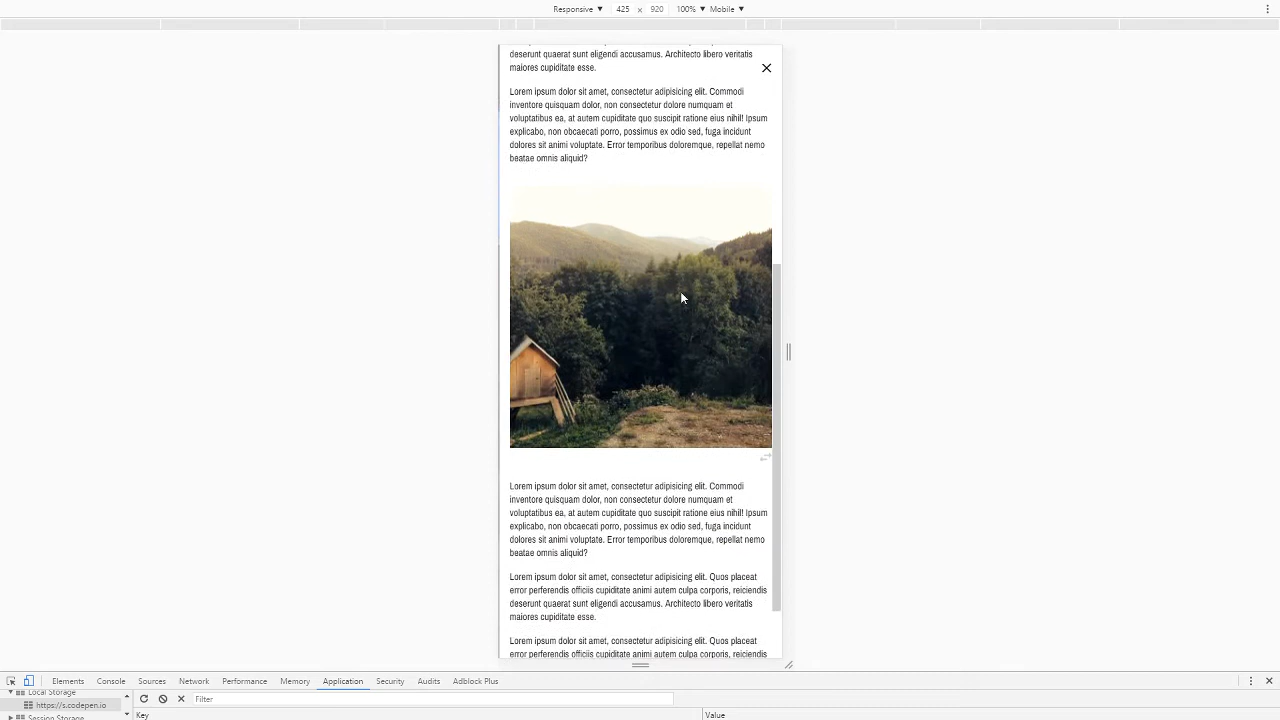 Responsive ▼ 425 x 920 100% ▼ Mobile ▼
deserunt quaerat sunt eligendi accusamus. Architecto libero veritatis
maiores cupiditate esse.
Lorem ipsum dolor sit amet, consectetur adipisicing elit. Commodi
inventore quisquam dolor, non consectetur dolore numquam et
voluptatibus ea, at autem cupiditate quo suscipit ratione eius nihil! Ipsum
explicabo, non obcaecati porro, possimus ex odio sed, fuga incidunt
dolores sit animi voluptate. Error temporibus doloremque, repellat nemo
beatae omnis aliquid?
Lorem ipsum dolor sit amet, consectetur adipisicing elit. Commodi
inventore quisquam dolor, non consectetur dolore numquam et
voluptatibus ea, at autem cupiditate quo suscipit ratione eius nihil! Ipsum
explicabo, non obcaecati porro, possimus ex odio sed, fuga incidunt
dolores sit animi voluptate. Error temporibus doloremque, repellat nemo
beatae omnis aliquid?
Lorem ipsum dolor sit amet, consectetur adipisicing elit. Quos placeat
error perferendis officiis cupiditate animi autem culpa corporis, reiciendis
deserunt quaerat sunt eligendi accusamus. Architecto libero veritatis
maiores cupiditate esse.
Lorem ipsum dolor sit amet, consectetur adipisicing elit. Quos placeat
error perferendis officiis cupiditate animi autem culpa corporis, reiciendis
Elements Console Sources Network Performance Memory Application Security Audits Adblock Plus
Local Storage
https://s.codepen.io
Session Storage
Filter
Key Value